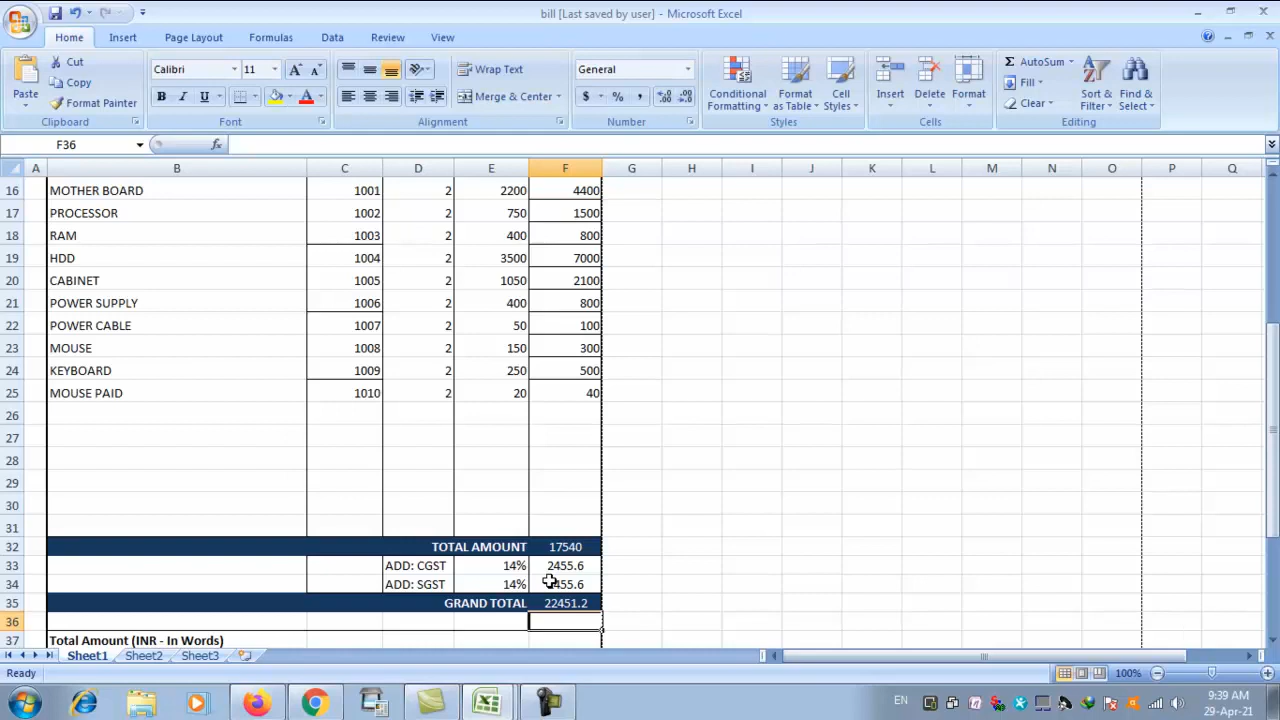 bill [Last saved by user] - Microsoft Excel
Home Insert Page Layout Formulas Data Review View
Paste
Cut
Copy
Format Painter
Clipboard
Calibri 11
B I U
Font
Wrap Text
Merge & Center
Alignment
General
$ % ,
Number
Conditional Formatting
Format as Table
Cell Styles
Styles
Insert Delete Format
Cells
AutoSum
Fill
Clear
Sort & Filter
Find & Select
Editing
F36 fx
A B C D E F G H I J K L M N O P Q
16 MOTHER BOARD 1001 2 2200 4400
17 PROCESSOR 1002 2 750 1500
18 RAM 1003 2 400 800
19 HDD 1004 2 3500 7000
20 CABINET 1005 2 1050 2100
21 POWER SUPPLY 1006 2 400 800
22 POWER CABLE 1007 2 50 100
23 MOUSE 1008 2 150 300
24 KEYBOARD 1009 2 250 500
25 MOUSE PAID 1010 2 20 40
26
27
28
29
30
31
32 TOTAL AMOUNT 17540
33 ADD: CGST 14% 2455.6
34 ADD: SGST 14% 455.6
35 GRAND TOTAL 22451.2
36
37 Total Amount (INR - In Words)
Sheet1 Sheet2 Sheet3
Ready 100%
EN 9:39 AM
29-Apr-21